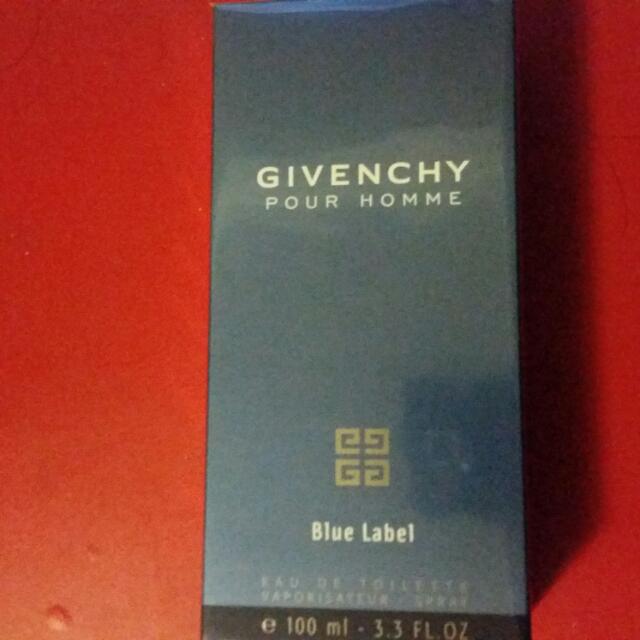 GIVENCHY
POUR HOMME
Blue Label
EAU DE TOILETTE
VAPORISATEUR SPRAY
℮ 100 ml - 3.3 FL.OZ